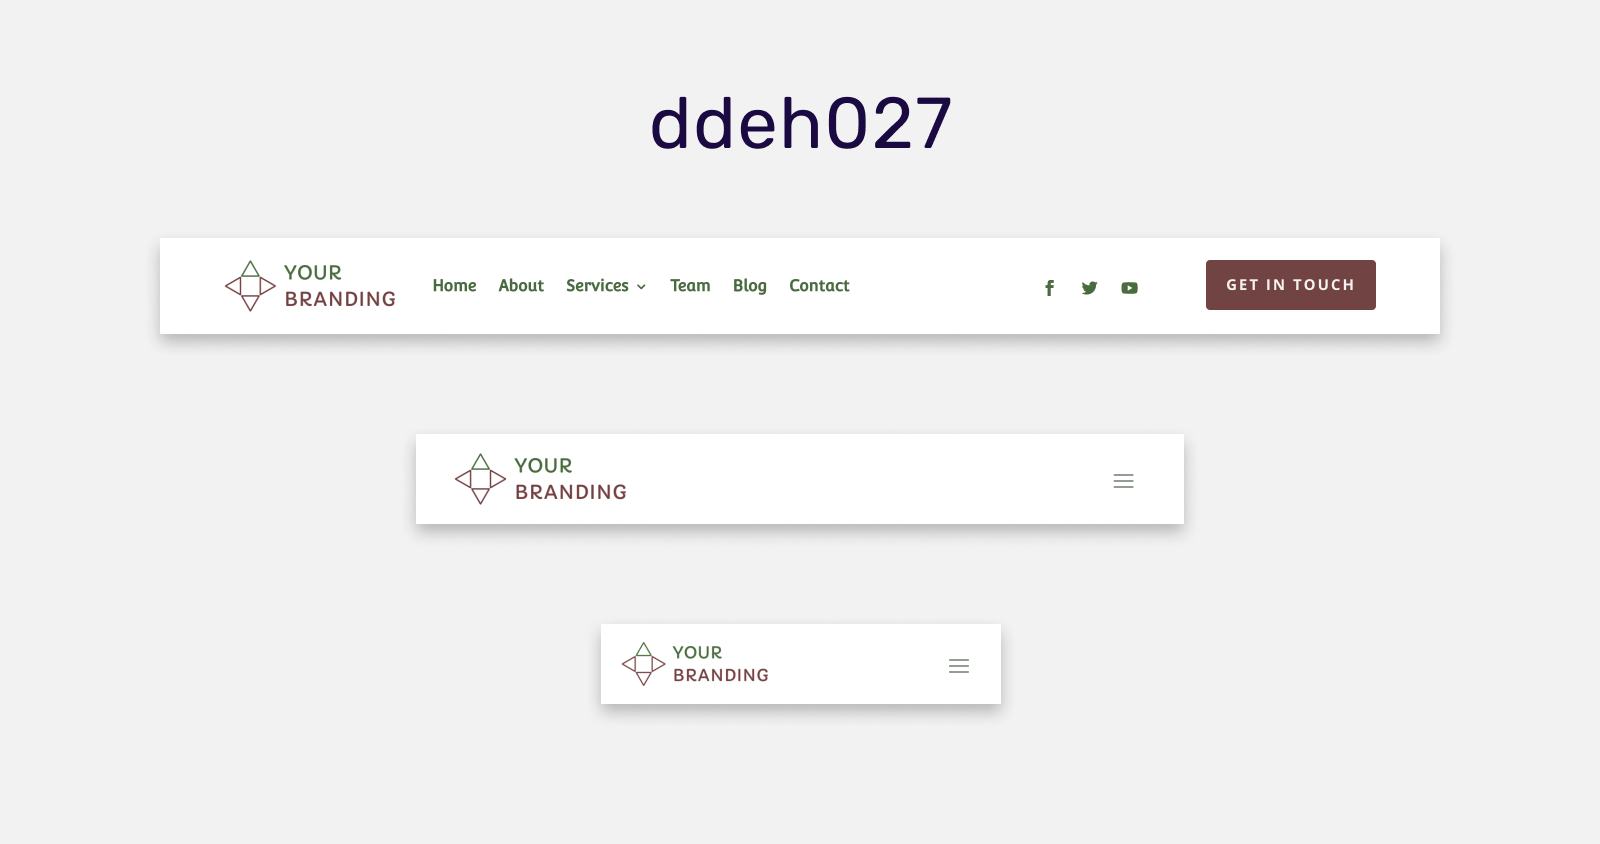 ddeh027
YOUR
BRANDING
Home About Services Team Blog Contact
GET IN TOUCH
YOUR
BRANDING
YOUR
BRANDING